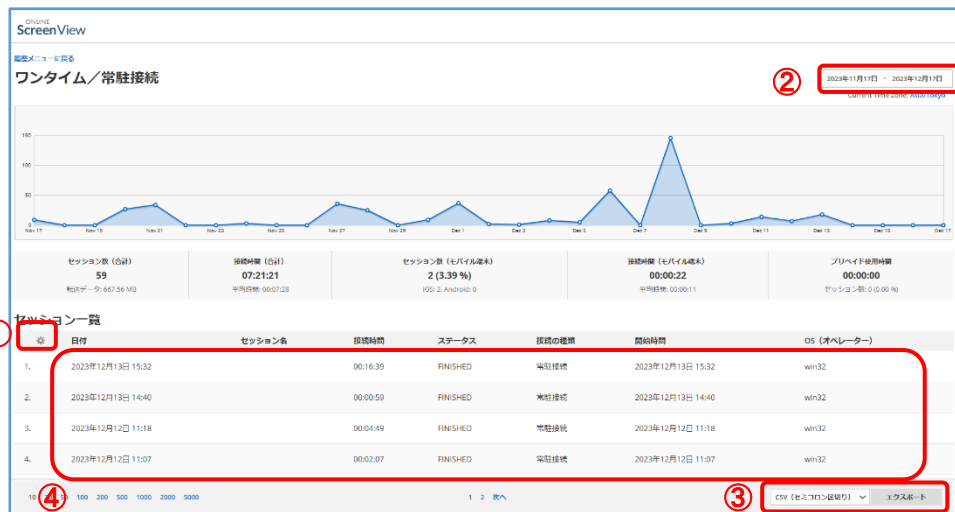 ONLINE
ScreenView
履歴メニューに戻る
ワンタイム／常駐接続
② 2023年11月17日 - 2023年12月17日
Current Time Zone: Asia/Tokyo
150
100
50
0
Nov 17 Nov 19 Nov 21 Nov 23 Nov 25 Nov 27 Nov 29 Dec 1 Dec 3 Dec 5 Dec 7 Dec 9 Dec 11 Dec 13 Dec 15 Dec 17
セッション数（合計） 接続時間（合計） セッション数（モバイル端末） 接続時間（モバイル端末） プリペイド使用時間
59 07:21:21 2 (3.39 %) 00:00:22 00:00:00
転送データ: 667.56 MB 平均時間: 00:07:28 iOS: 2, Android: 0 平均時間: 00:00:11 セッション数: 0 (0.00 %)
セッション一覧
日付 セッション名 接続時間 ステータス 接続の種類 開始時間 OS（オペレーター）
1. 2023年12月13日 15:32 00:16:39 FINISHED 常駐接続 2023年12月13日 15:32 win32
2. 2023年12月13日 14:40 00:00:59 FINISHED 常駐接続 2023年12月13日 14:40 win32
3. 2023年12月12日 11:18 00:04:49 FINISHED 常駐接続 2023年12月12日 11:18 win32
4. 2023年12月12日 11:07 00:02:07 FINISHED 常駐接続 2023年12月12日 11:07 win32
10 ④ 100 200 500 1000 2000 5000 1 2 次へ ③ CSV（セミコロン区切り） エクスポート